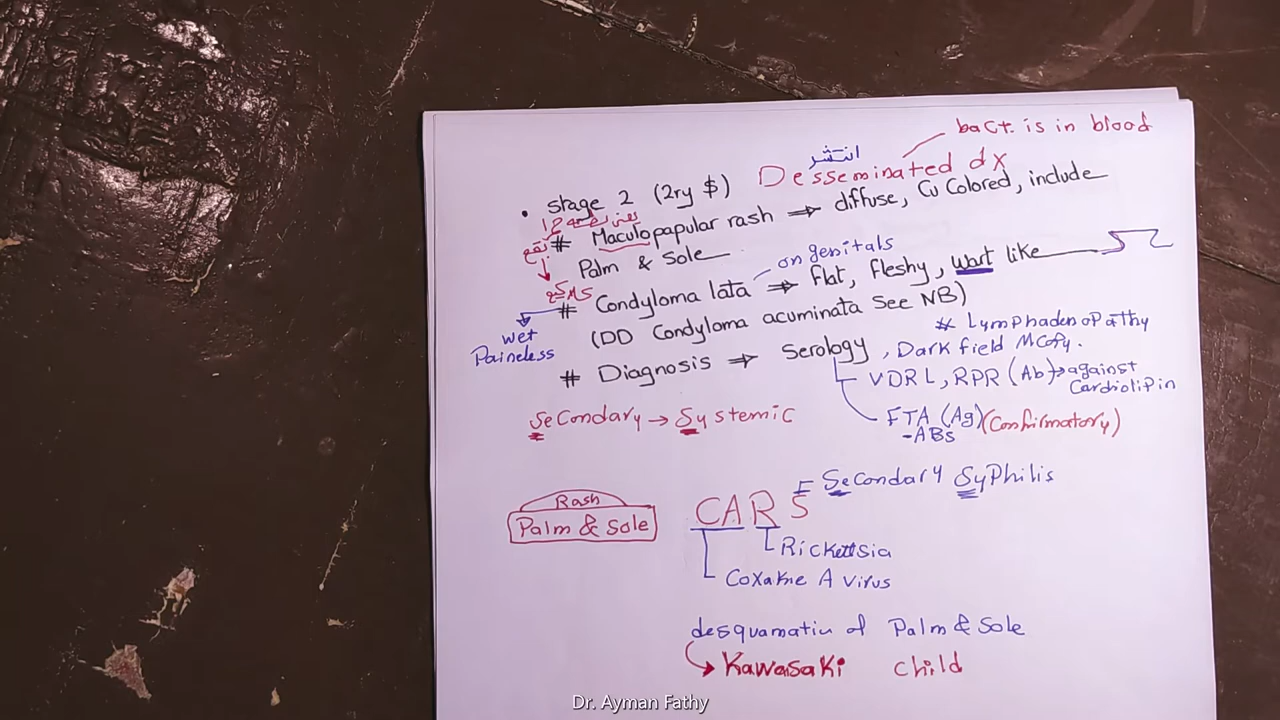 bact. is in blood
انتشر
Desseminated dx
• stage 2 (2ry $)
# Maculopapular rash ⇒ diffuse, Cu Colored, include
بقع
Palm & Sole
on genitals
# Condyloma lata ⇒ flat, fleshy, wart like
wet
Painless
(DD Condyloma acuminata See NB)
# Lymphadenopathy
# Diagnosis ⇒ Serology, Dark field Mcopy.
VDRL, RPR (Ab) → against
Cardiolipin
FTA (Ag) (Confirmatory)
-ABS
Secondary → Systemic
Secondary Syphilis
Rash
Palm & Sole
CARS
Rickettsia
Coxakie A virus
desquamatin of Palm & Sole
Kawasaki child
Dr. Ayman Fathy